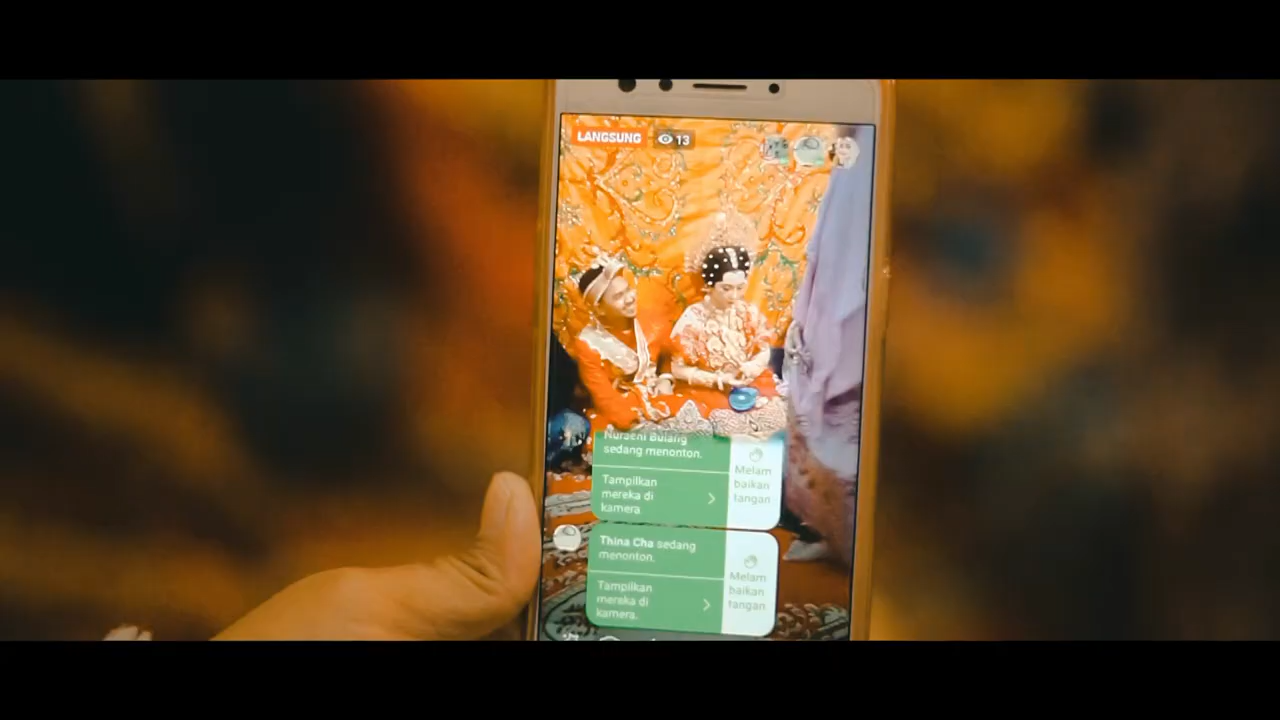 LANGSUNG 13
Nuraeni Bulang
sedang menonton.
Melam
baikan
tangan
Tampilkan
mereka di
kamera
Thina Cha sedang
menonton.
Melam
baikan
tangan
Tampilkan
mereka di
kamera.